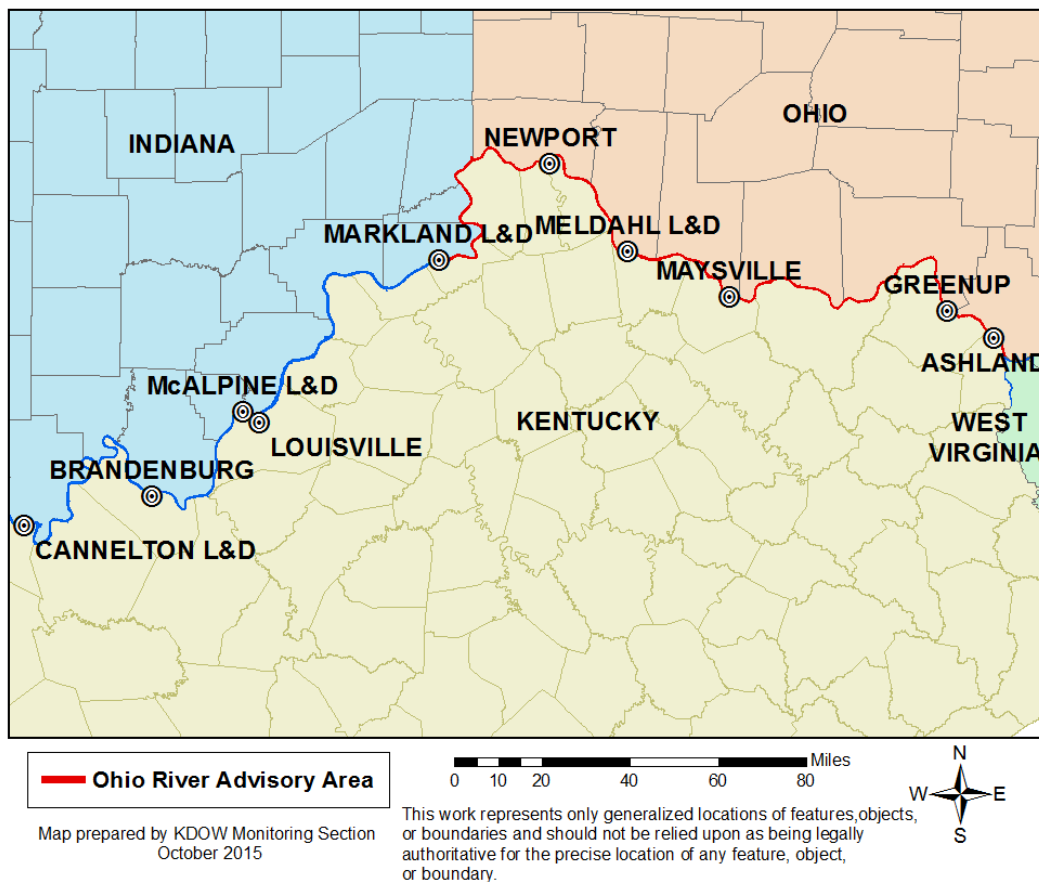 OHIO
NEWPORT
INDIANA
MELDAHL L&D
MARKLAND L&D
MAYSVILLE
GREENUP
ASHLAND
McALPINE L&D
KENTUCKY
WEST
VIRGINIA
LOUISVILLE
BRANDENBURG
CANNELTON L&D
Ohio River Advisory Area
Miles
0 10 20 40 60 80
N
W E
S
Map prepared by KDOW Monitoring Section
October 2015
This work represents only generalized locations of features,objects,
or boundaries and should not be relied upon as being legally
authoritative for the precise location of any feature, object,
or boundary.